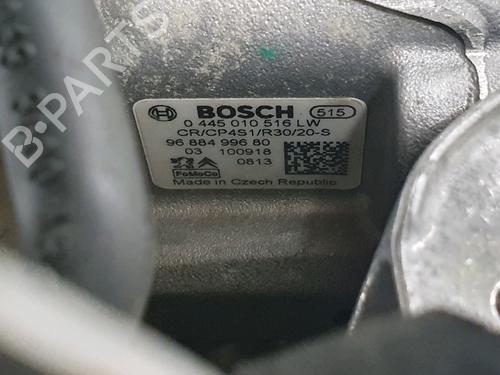 B-PARTS
BOSCH 515
0 445 010 516 LW
CR/CP4S1/R30/20-S
96 884 996 80
03 100918
0813
FoMoCo
Made in Czech Republic